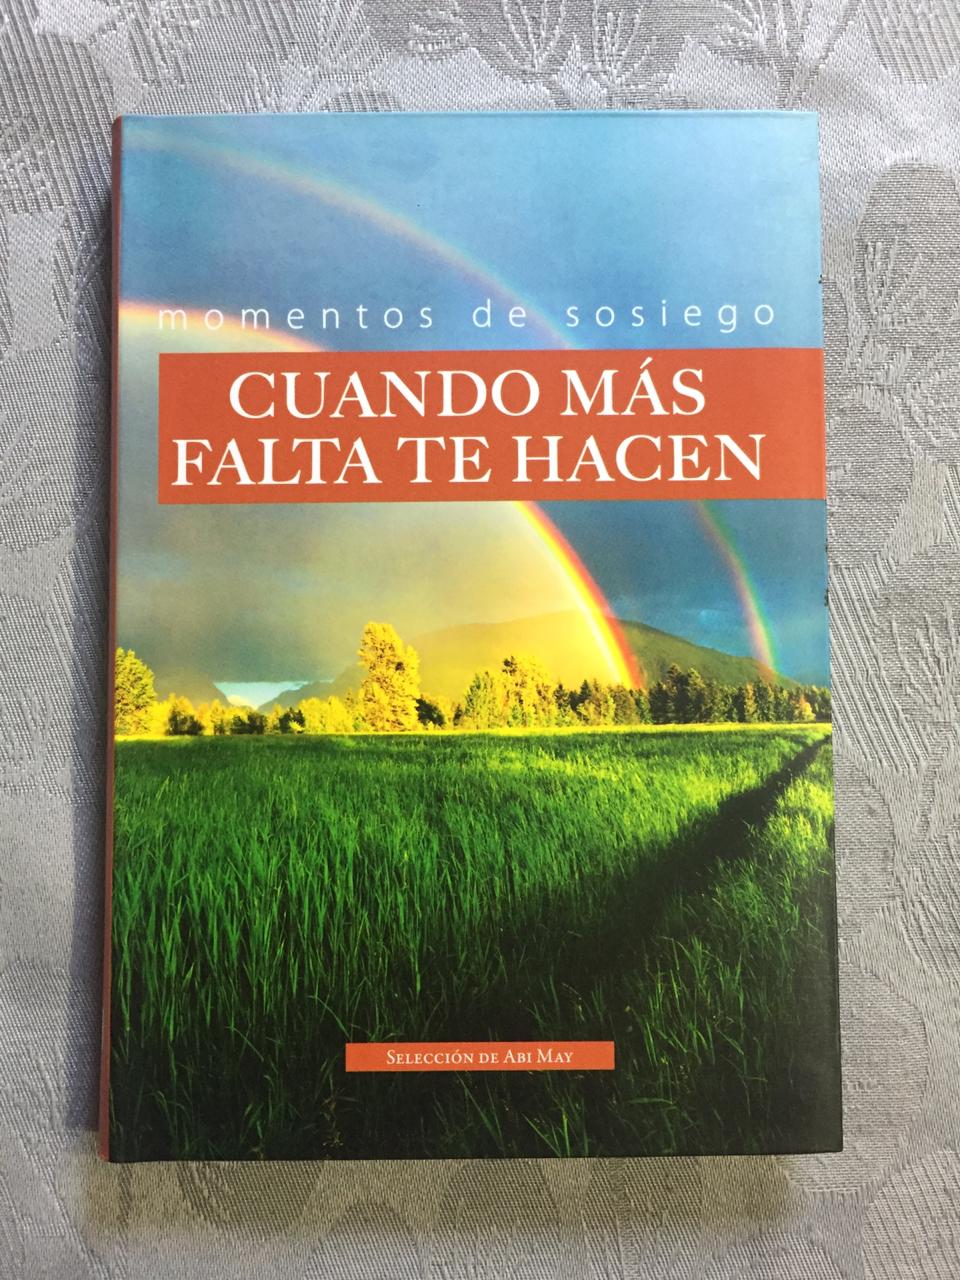 momentos de sosiego
CUANDO MÁS
FALTA TE HACEN
SELECCIÓN DE ABI MAY